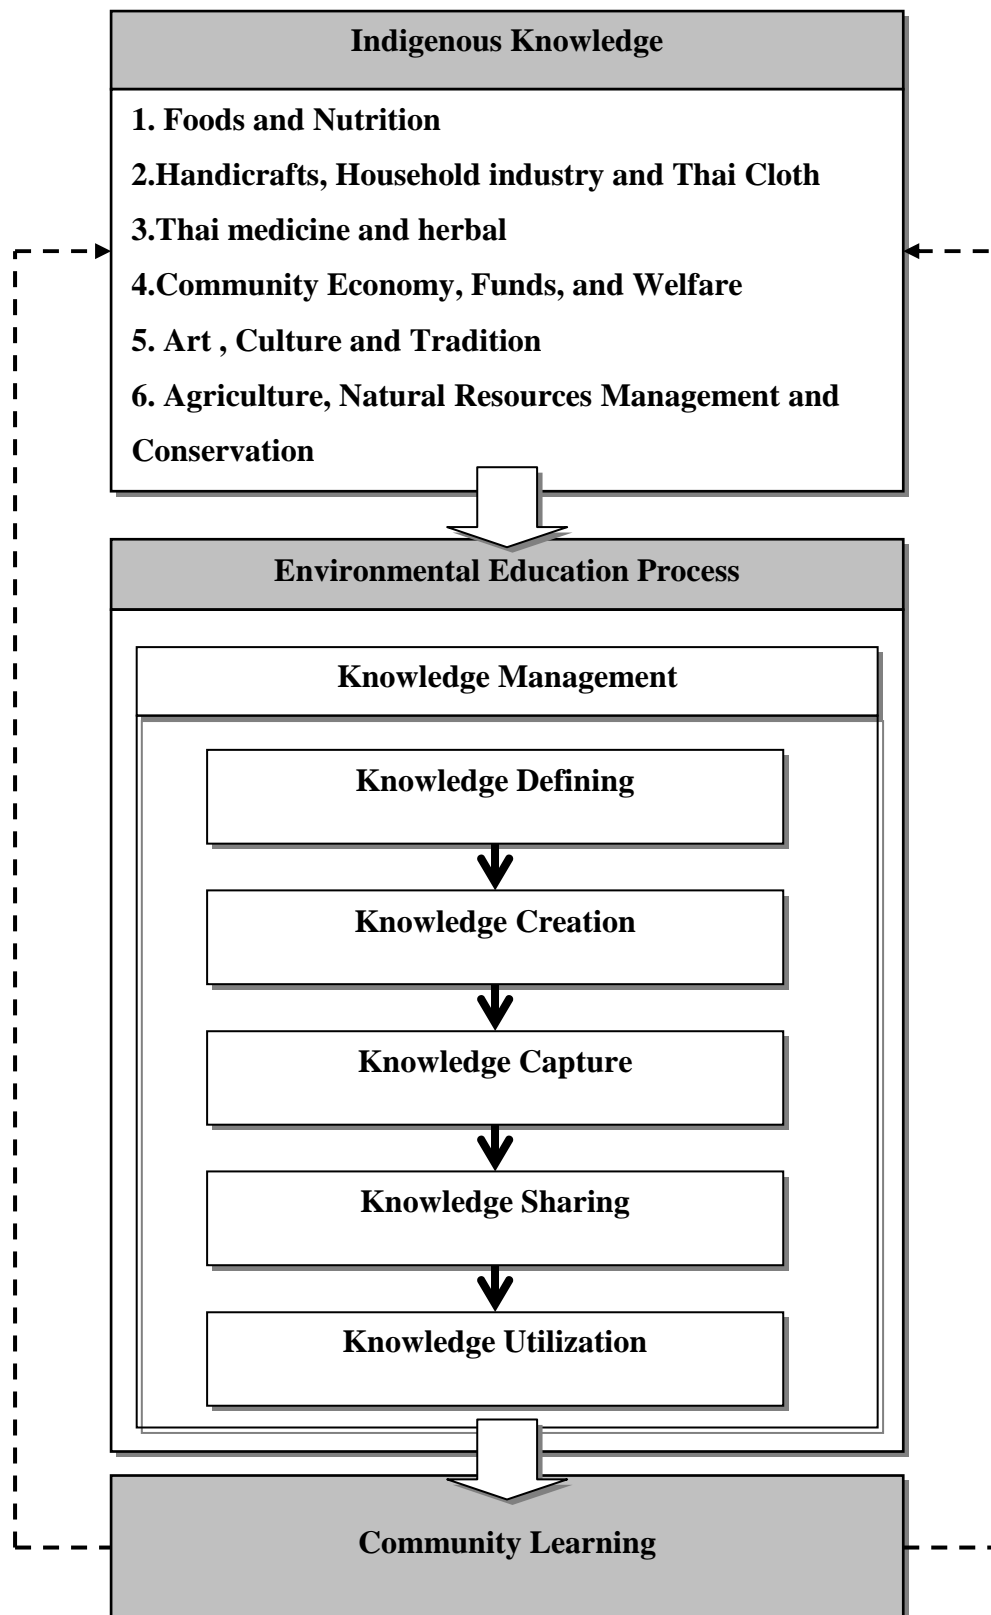 Indigenous Knowledge
1. Foods and Nutrition
2.Handicrafts, Household industry and Thai Cloth
3.Thai medicine and herbal
4.Community Economy, Funds, and Welfare
5. Art , Culture and Tradition
6. Agriculture, Natural Resources Management and
Conservation
Environmental Education Process
Knowledge Management
Knowledge Defining
Knowledge Creation
Knowledge Capture
Knowledge Sharing
Knowledge Utilization
Community Learning